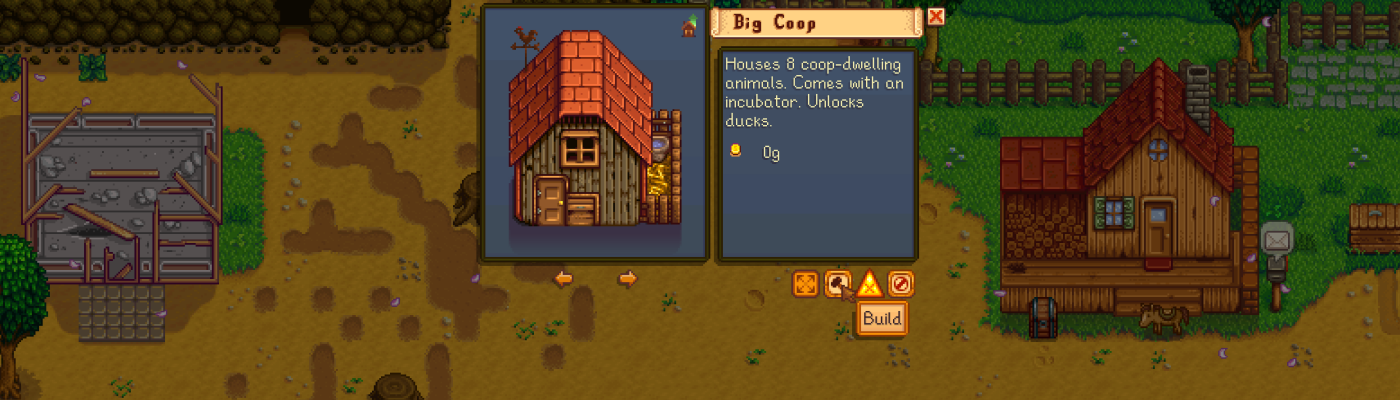 Big Coop
Houses 8 coop-dwelling
animals. Comes with an
incubator. Unlocks
ducks.
0g
Build